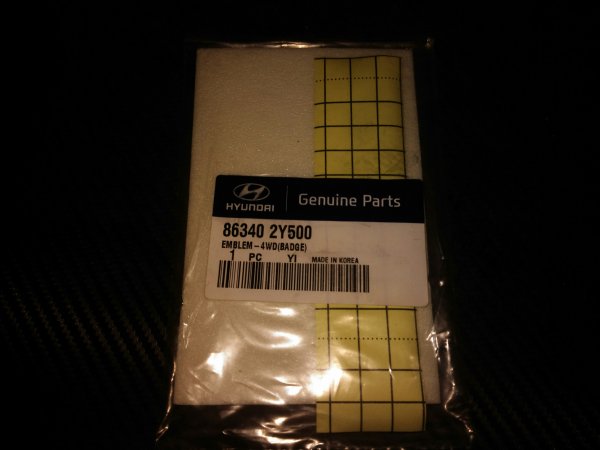 HYUNDAI
Genuine Parts
86340 2Y500
EMBLEM-4WD(BADGE)
1 PC YI MADE IN KOREA